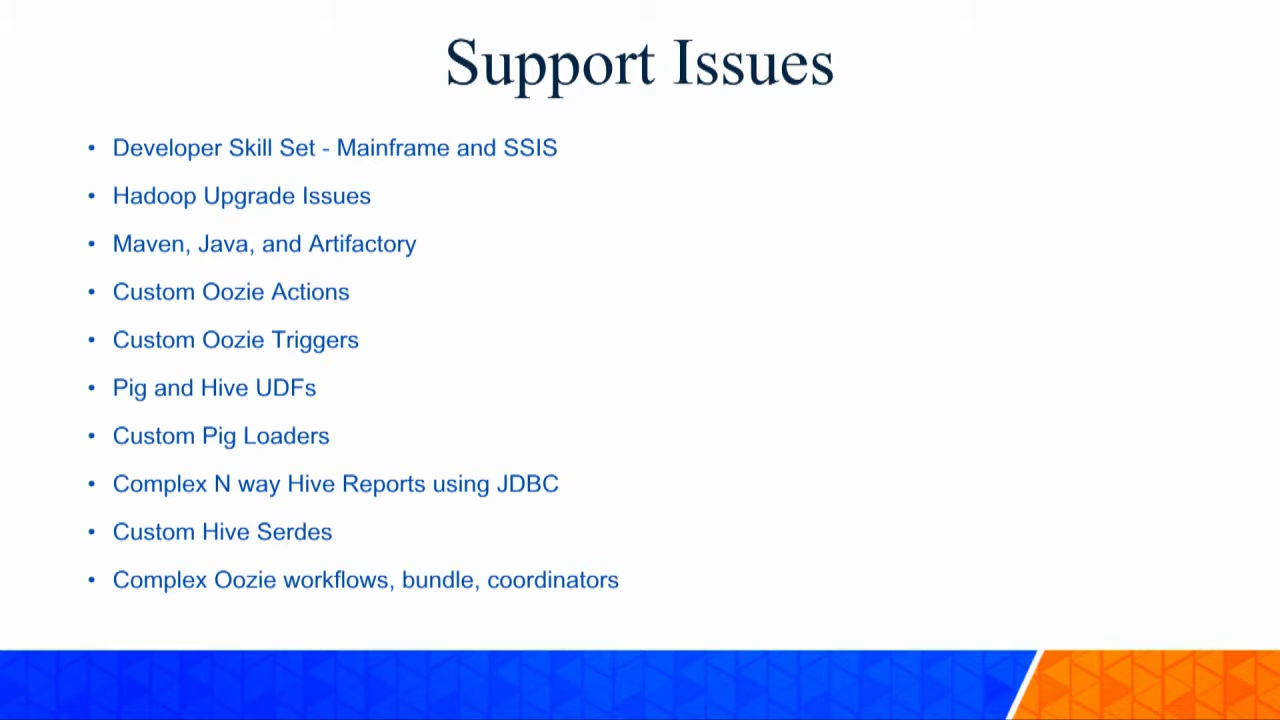 Support Issues
• Developer Skill Set - Mainframe and SSIS
• Hadoop Upgrade Issues
• Maven, Java, and Artifactory
• Custom Oozie Actions
• Custom Oozie Triggers
• Pig and Hive UDFs
• Custom Pig Loaders
• Complex N way Hive Reports using JDBC
• Custom Hive Serdes
• Complex Oozie workflows, bundle, coordinators